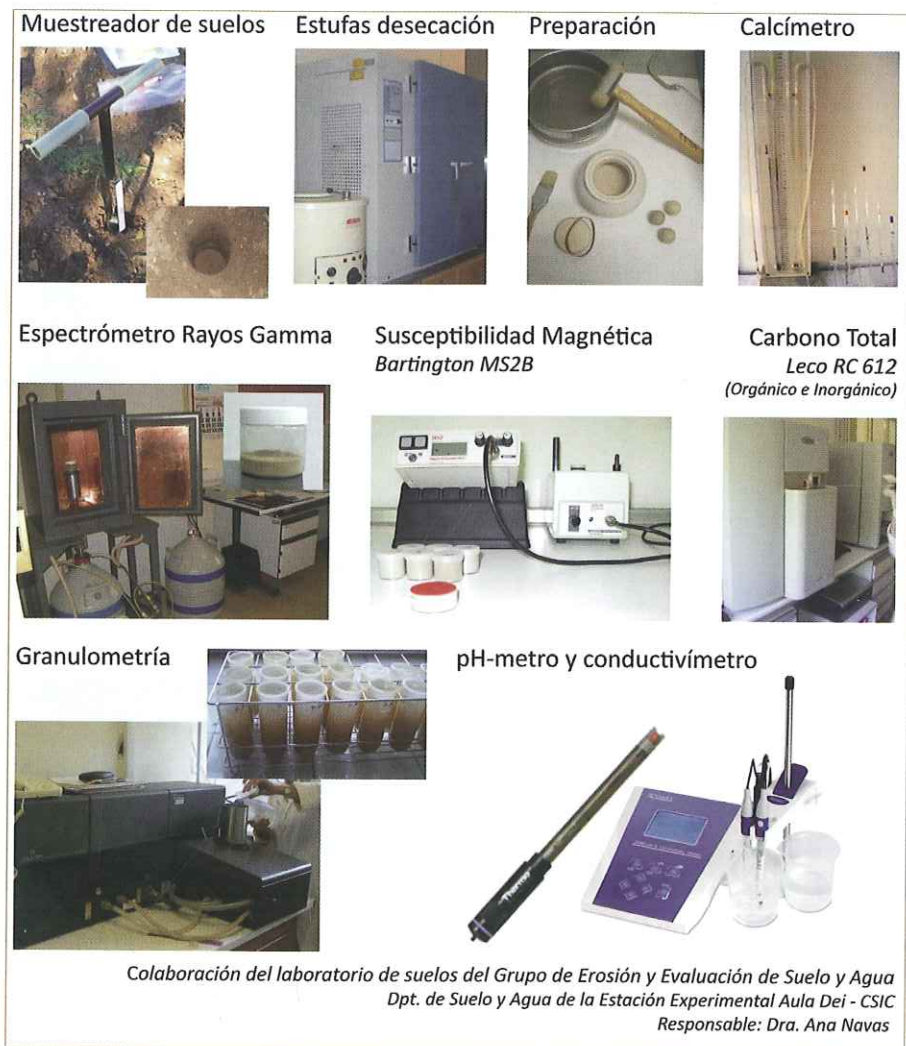 Muestreador de suelos
Estufas desecación
Preparación
Calcímetro
Espectrómetro Rayos Gamma
Susceptibilidad Magnética
Bartington MS2B
Carbono Total
Leco RC 612
(Orgánico e Inorgánico)
Granulometría
pH-metro y conductivímetro
Thermo
Colaboración del laboratorio de suelos del Grupo de Erosión y Evaluación de Suelo y Agua
Dpt. de Suelo y Agua de la Estación Experimental Aula Dei - CSIC
Responsable: Dra. Ana Navas